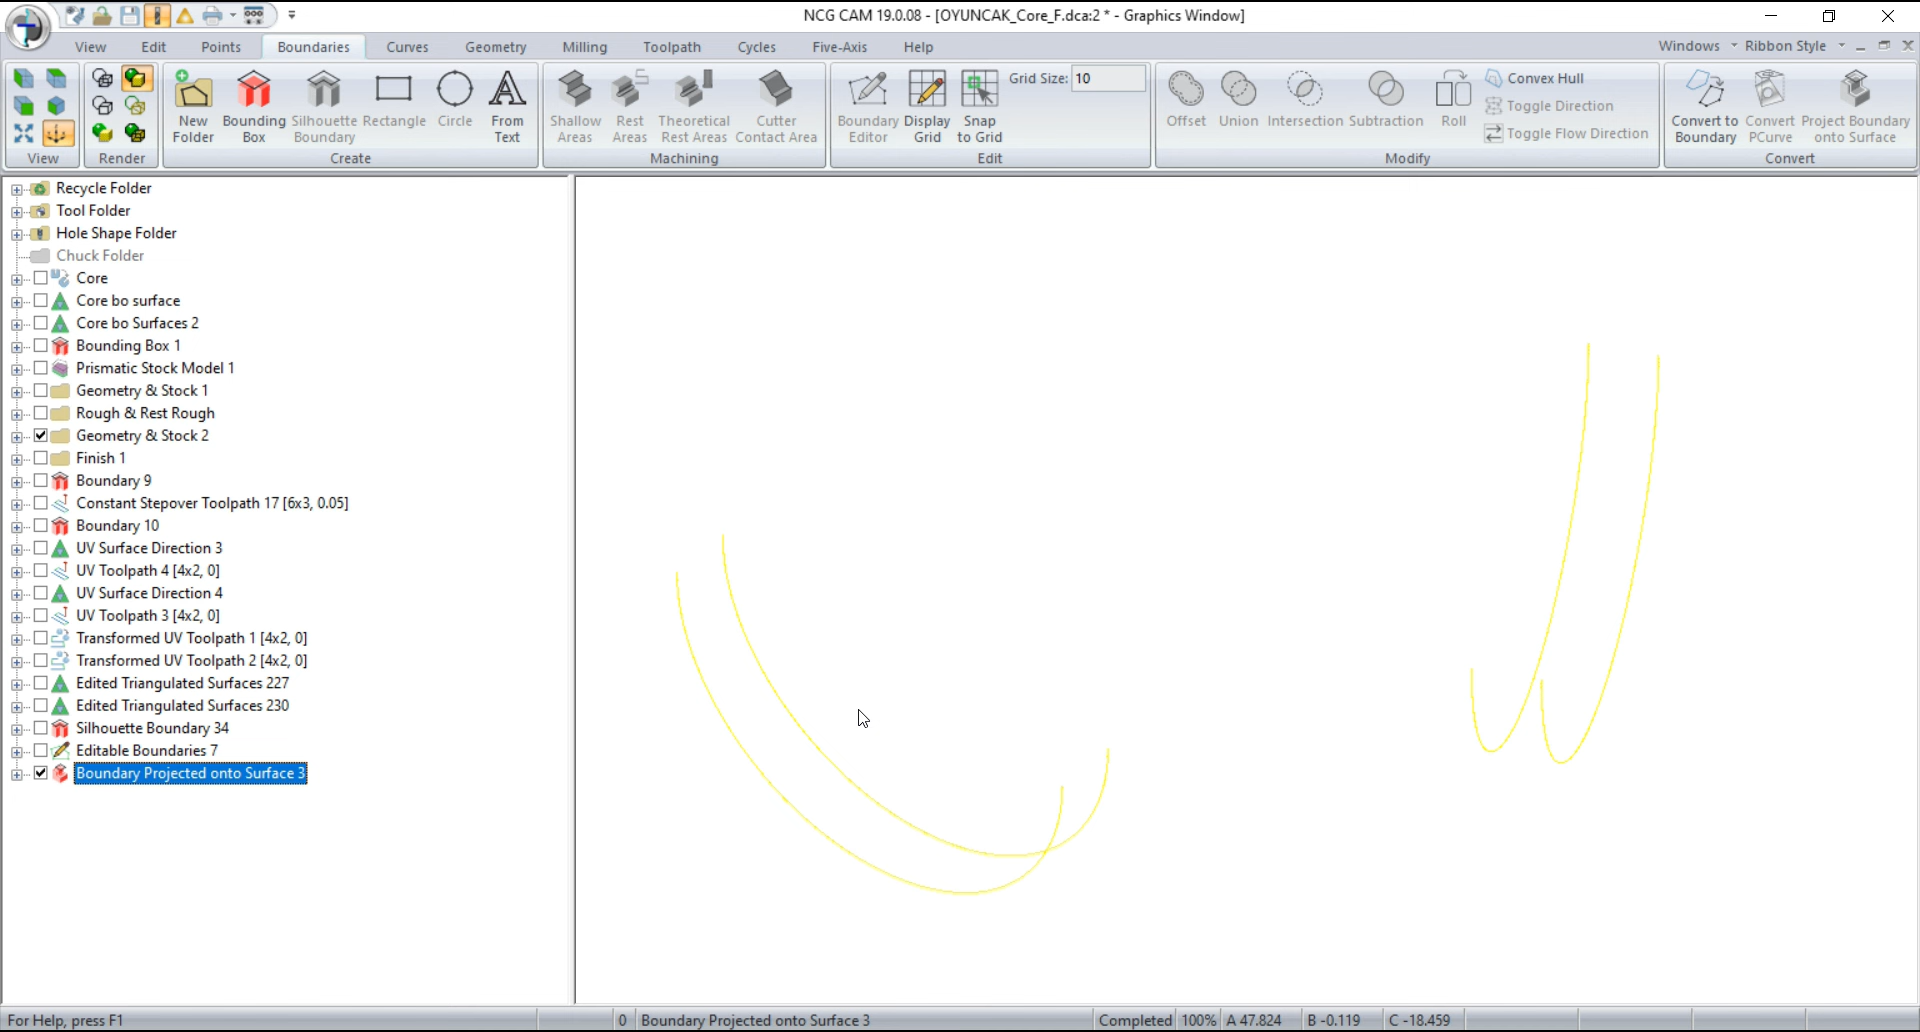 NCG CAM 19.0.08 - [OYUNCAK_Core_F.dca:2 * - Graphics Window]
View Edit Points Boundaries Curves Geometry Milling Toolpath Cycles Five-Axis Help Windows Ribbon Style
New Folder
Bounding Box
Silhouette Boundary
Rectangle
Circle
From Text
Shallow Areas
Rest Areas
Theoretical Rest Areas
Cutter Contact Area
Boundary Editor
Display Grid
Snap to Grid
Grid Size: 10
Offset
Union
Intersection
Subtraction
Roll
Convex Hull
Toggle Direction
Toggle Flow Direction
Convert to Boundary
Convert PCurve
Project Boundary onto Surface
View Render Create Machining Edit Modify Convert
Recycle Folder
Tool Folder
Hole Shape Folder
Chuck Folder
Core
Core bo surface
Core bo Surfaces 2
Bounding Box 1
Prismatic Stock Model 1
Geometry & Stock 1
Rough & Rest Rough
Geometry & Stock 2
Finish 1
Boundary 9
Constant Stepover Toolpath 17 [6x3, 0.05]
Boundary 10
UV Surface Direction 3
UV Toolpath 4 [4x2, 0]
UV Surface Direction 4
UV Toolpath 3 [4x2, 0]
Transformed UV Toolpath 1 [4x2, 0]
Transformed UV Toolpath 2 [4x2, 0]
Edited Triangulated Surfaces 227
Edited Triangulated Surfaces 230
Silhouette Boundary 34
Editable Boundaries 7
Boundary Projected onto Surface 3
For Help, press F1 0 Boundary Projected onto Surface 3 Completed 100% A 47.824 B -0.119 C -18.459